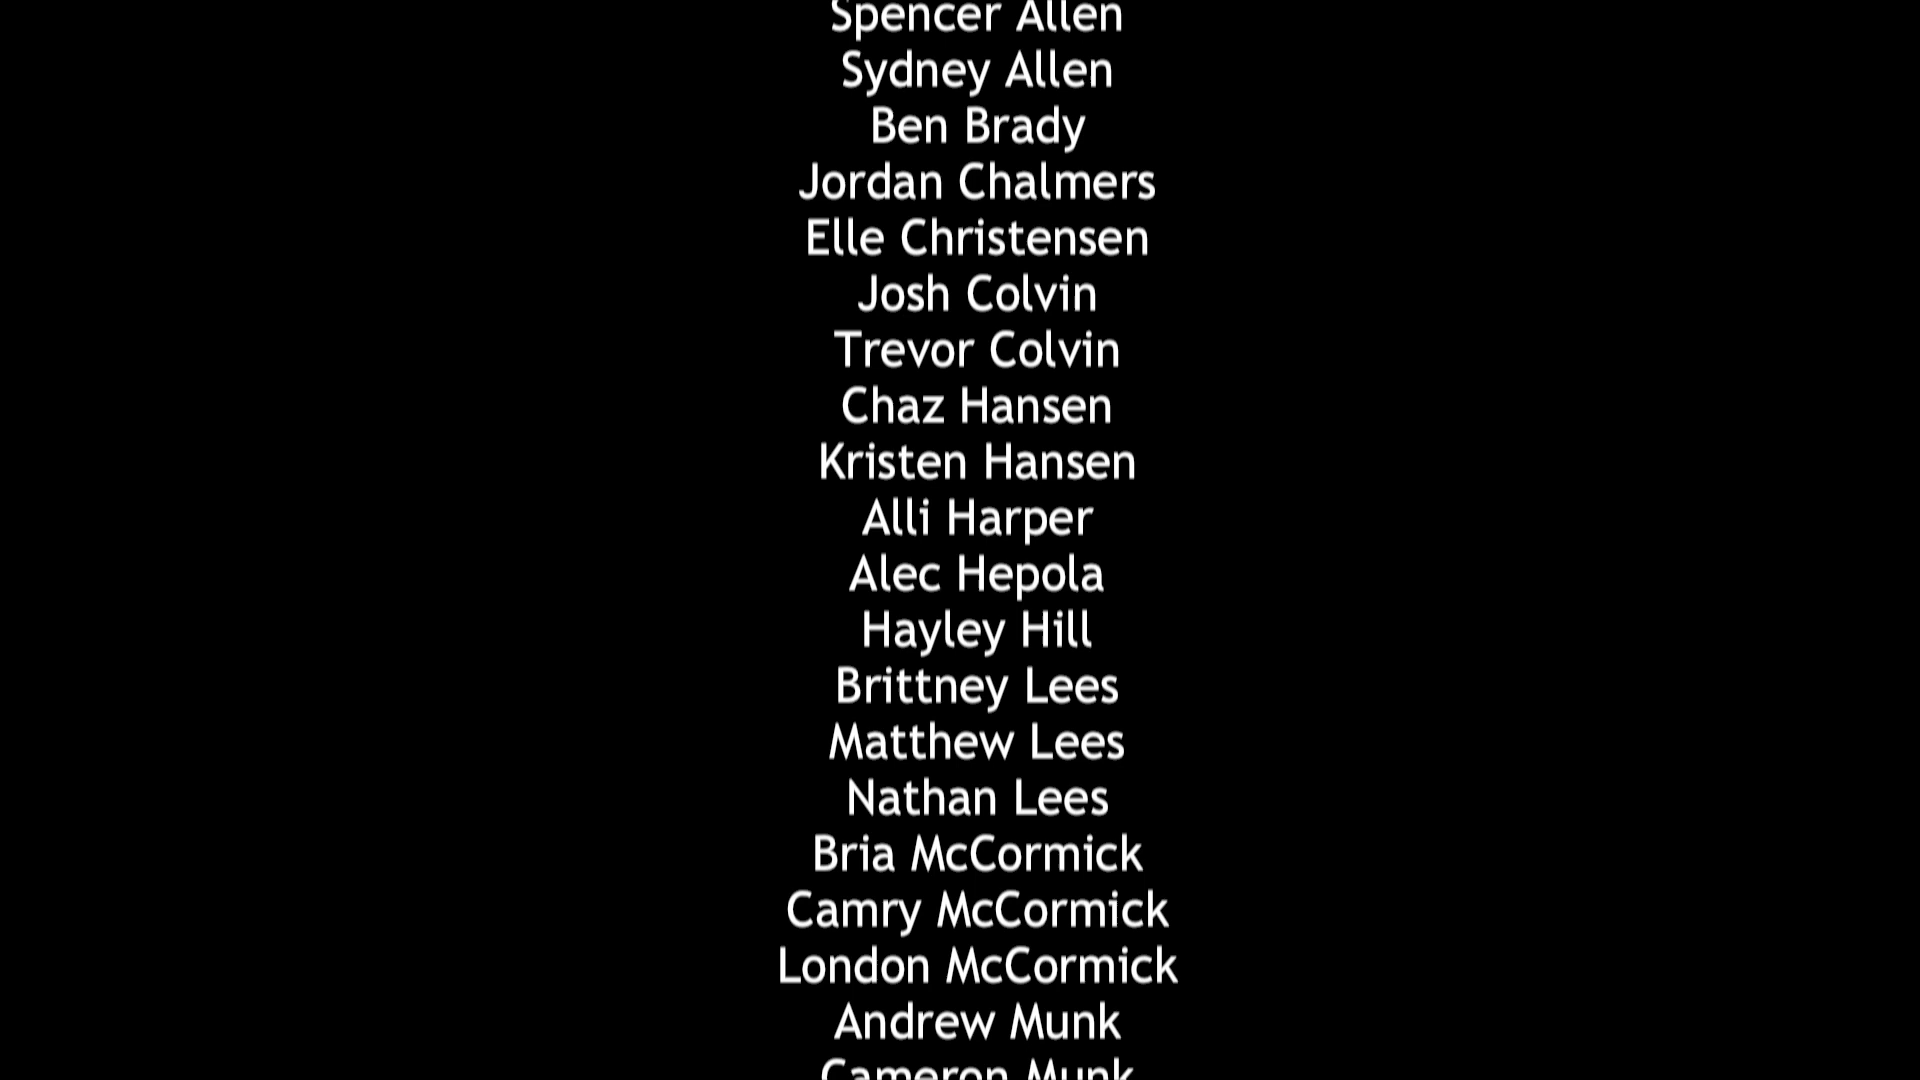 Spencer Allen
Sydney Allen
Ben Brady
Jordan Chalmers
Elle Christensen
Josh Colvin
Trevor Colvin
Chaz Hansen
Kristen Hansen
Alli Harper
Alec Hepola
Hayley Hill
Brittney Lees
Matthew Lees
Nathan Lees
Bria McCormick
Camry McCormick
London McCormick
Andrew Munk
Cameron Munk